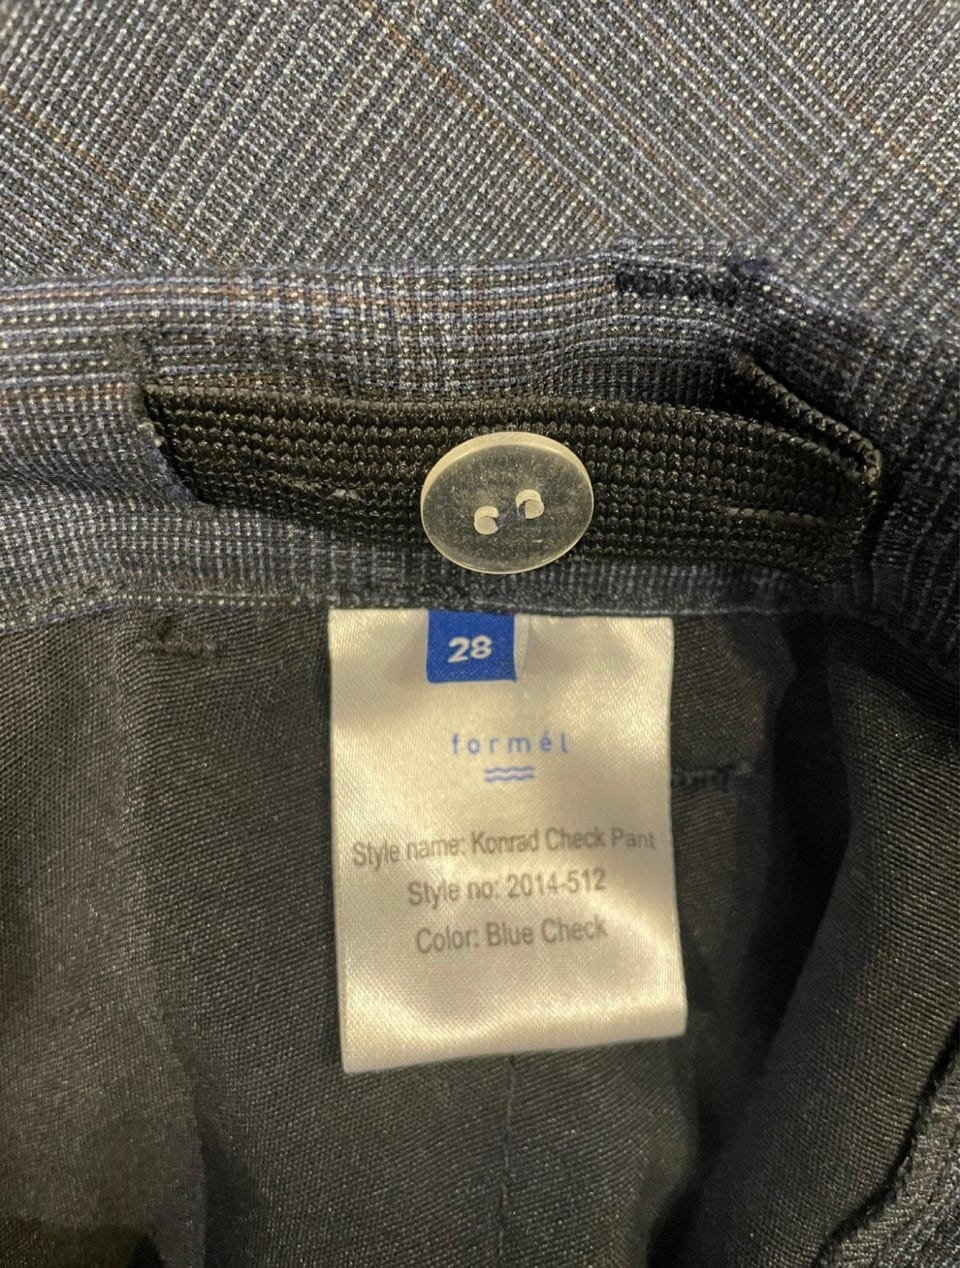 28
formél
Style name: Konrad Check Pant
Style no: 2014-512
Color: Blue Check